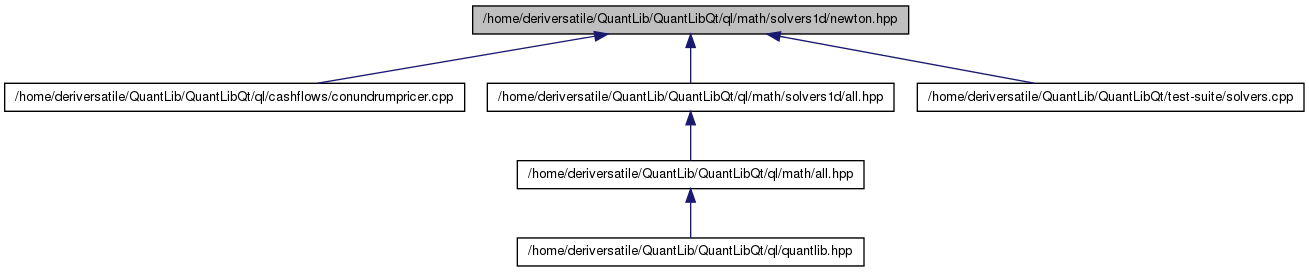 /home/deriversatile/QuantLib/QuantLibQt/ql/math/solvers1d/newton.hpp
/home/deriversatile/QuantLib/QuantLibQt/ql/cashflows/conundrumpricer.cpp
/home/deriversatile/QuantLib/QuantLibQt/ql/math/solvers1d/all.hpp
/home/deriversatile/QuantLib/QuantLibQt/test-suite/solvers.cpp
/home/deriversatile/QuantLib/QuantLibQt/ql/math/all.hpp
/home/deriversatile/QuantLib/QuantLibQt/ql/quantlib.hpp